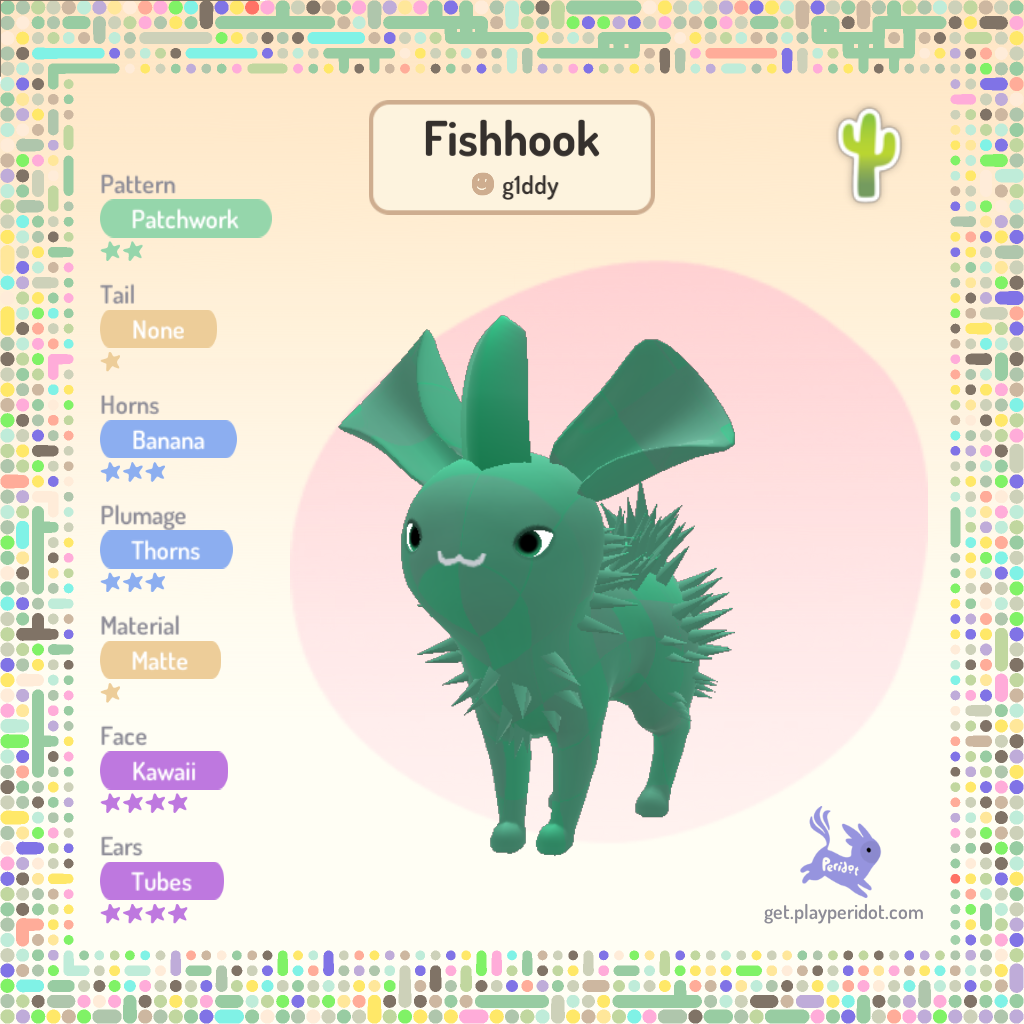 Fishhook
g1ddy
Pattern
Patchwork
Tail
None
Horns
Banana
Plumage
Thorns
Material
Matte
Face
Kawaii
Ears
Tubes
Peridot
get.playperidot.com